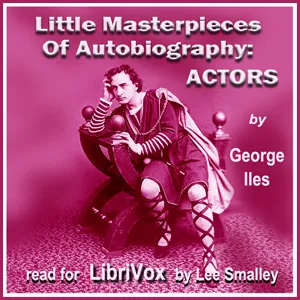 Little Masterpieces
Of Autobiography:
ACTORS
by
George
Iles
read for LibriVox by Lee Smalley